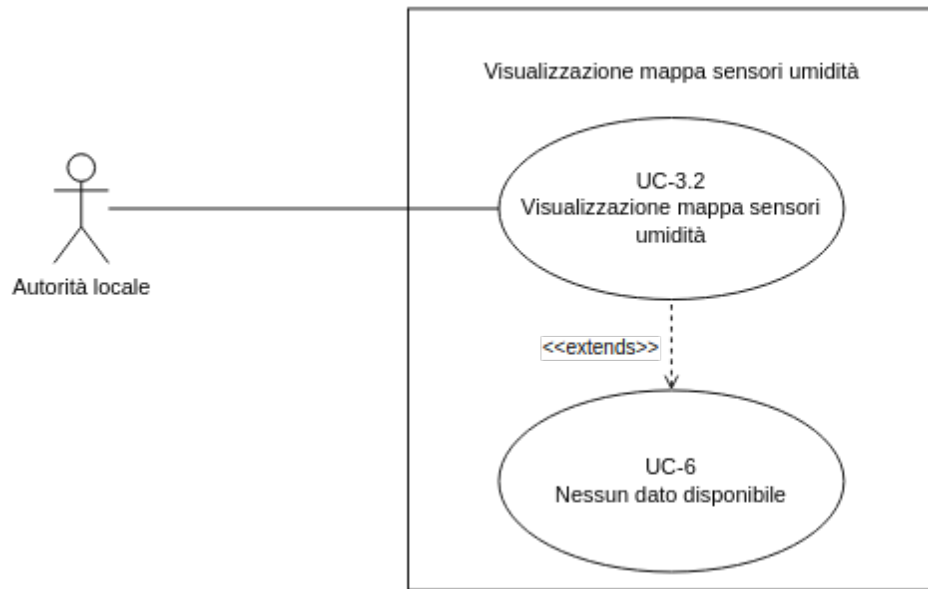 Visualizzazione mappa sensori umidità
UC-3.2
Visualizzazione mappa sensori
umidità
Autorità locale
<<extends>>
UC-6
Nessun dato disponibile